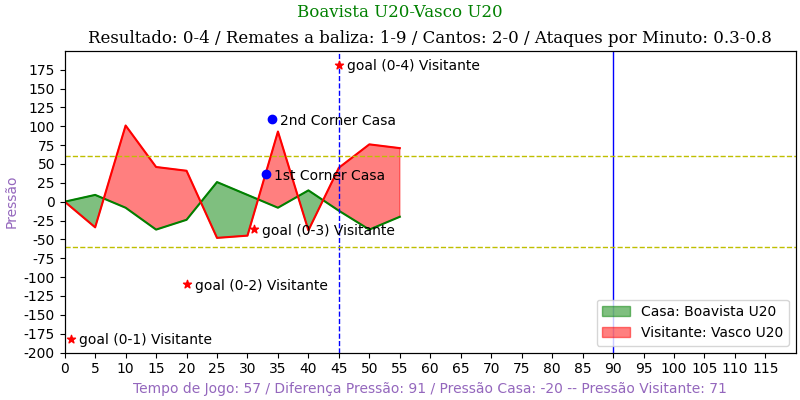 Boavista U20-Vasco U20
Resultado: 0-4 / Remates a baliza: 1-9 / Cantos: 2-0 / Ataques por Minuto: 0.3-0.8
175
150
125
100
75
50
25
0
-25
-50
-75
-100
-125
-150
-175
-200
Pressão
goal (0-4) Visitante
2nd Corner Casa
1st Corner Casa
goal (0-3) Visitante
goal (0-2) Visitante
goal (0-1) Visitante
Casa: Boavista U20
Visitante: Vasco U20
0 5 10 15 20 25 30 35 40 45 50 55 60 65 70 75 80 85 90 95 100 105 110 115
Tempo de Jogo: 57 / Diferença Pressão: 91 / Pressão Casa: -20 -- Pressão Visitante: 71